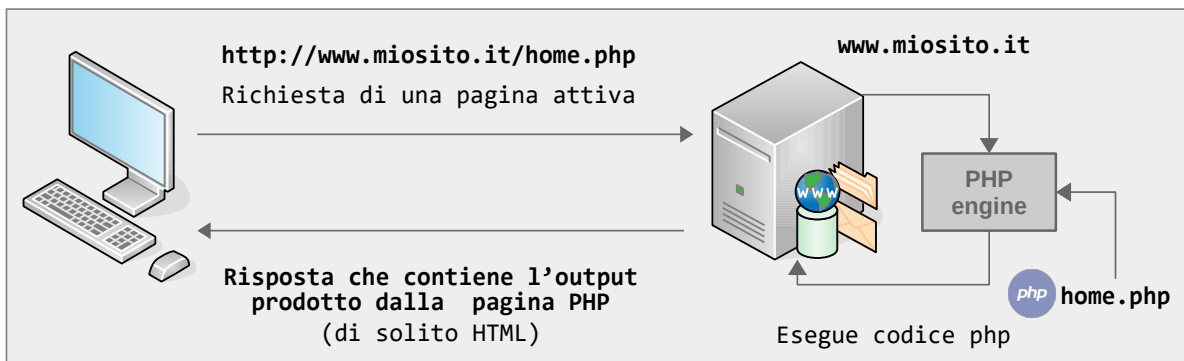 http://www.miosito.it/home.php
Richiesta di una pagina attiva
www.miosito.it
WWW
PHP
engine
Risposta che contiene l’output
prodotto dalla pagina PHP
(di solito HTML)
php home.php
Esegue codice php